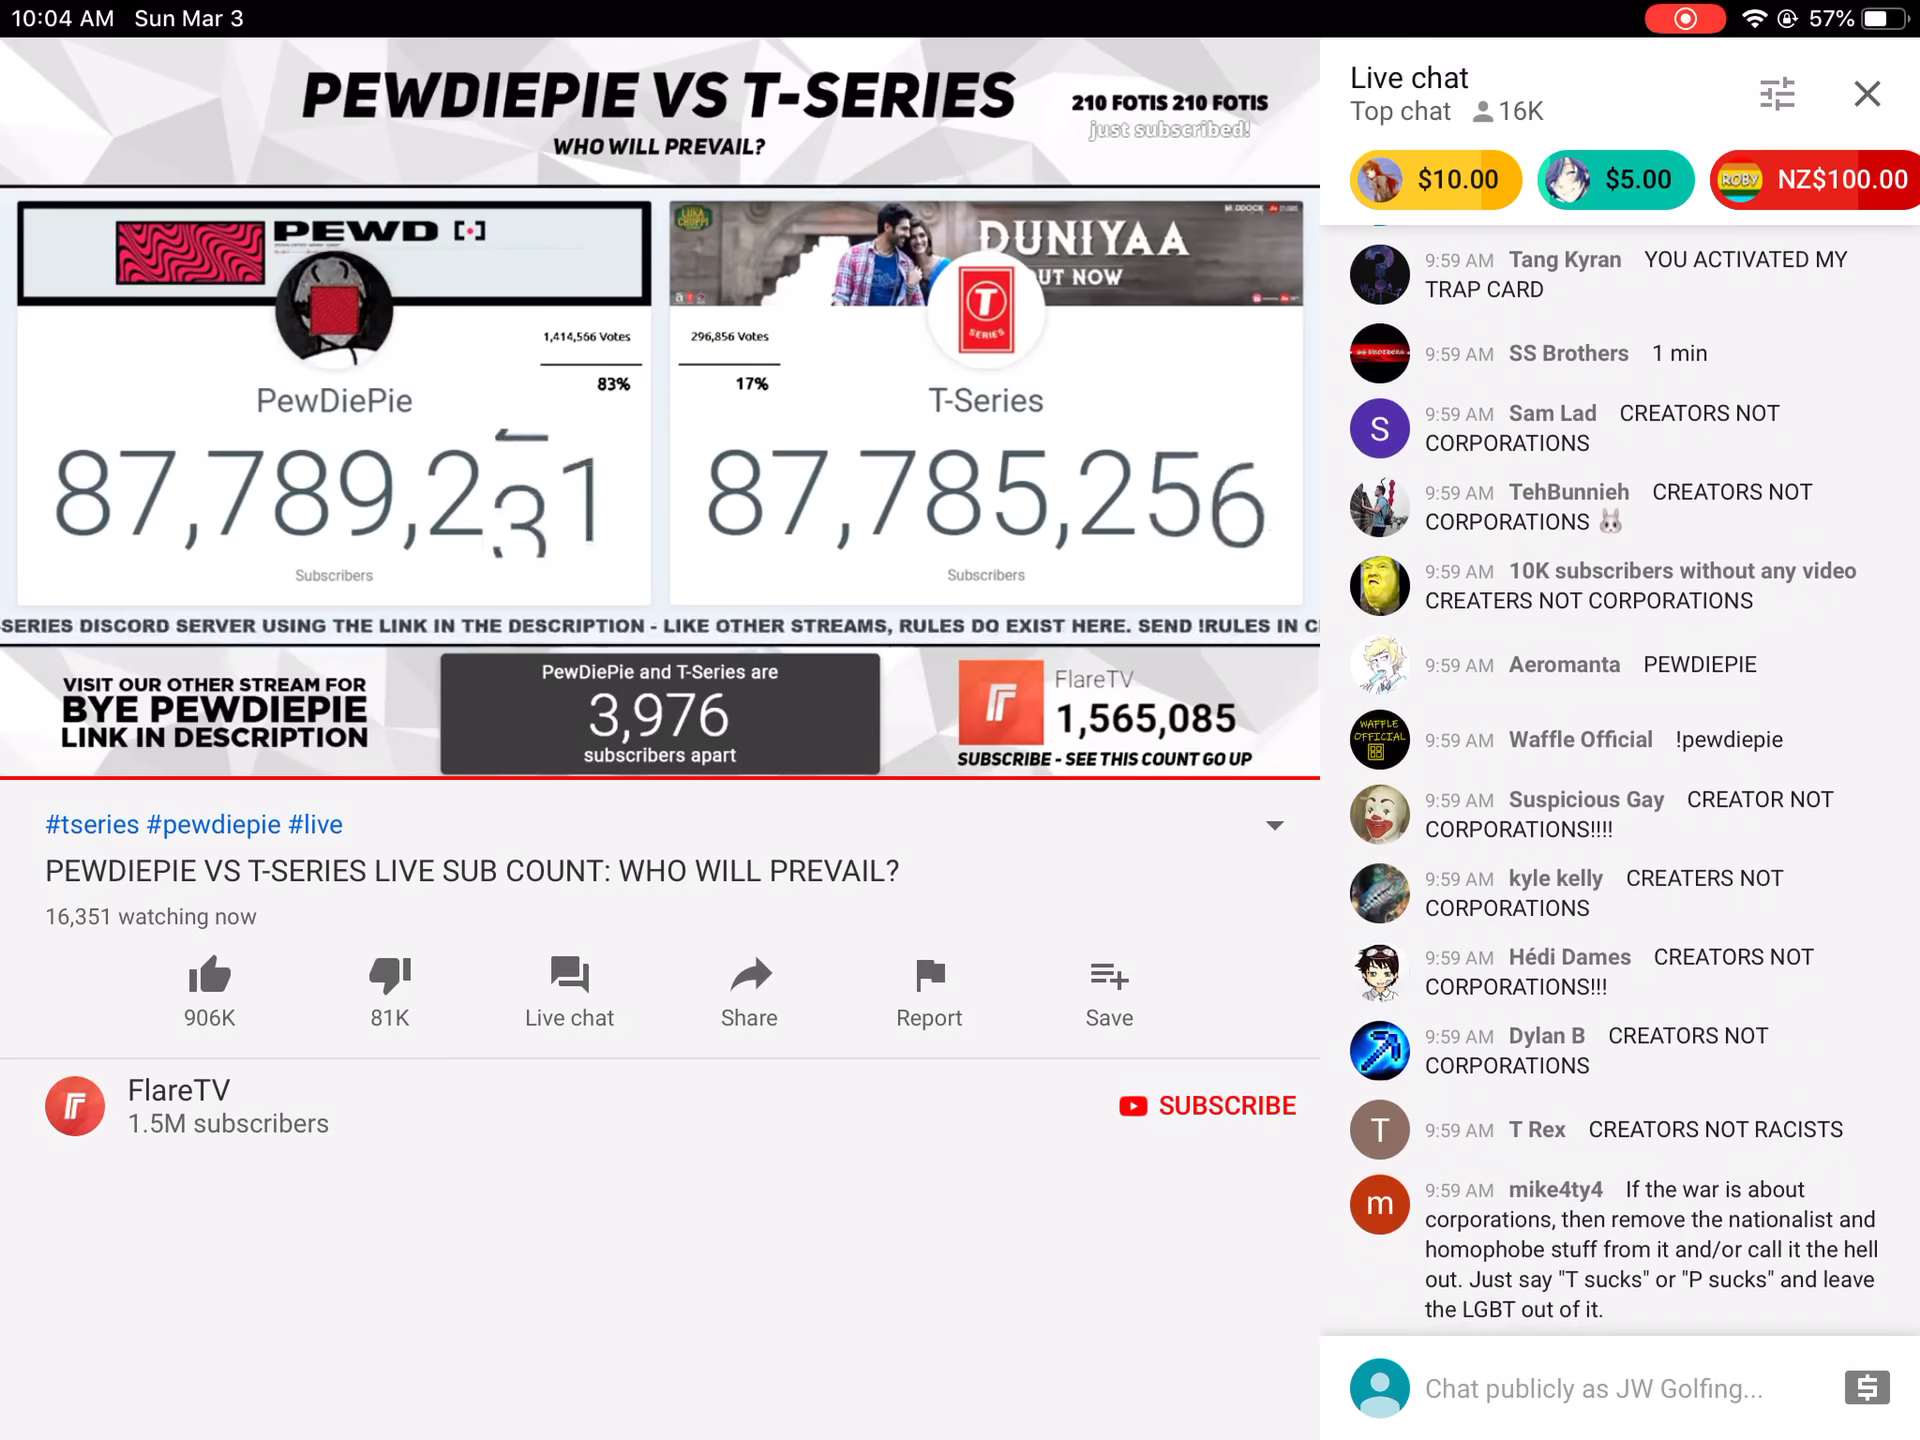 10:04 AM Sun Mar 3
57%
PEWDIEPIE VS T-SERIES
WHO WILL PREVAIL?
210 FOTIS 210 FOTIS
just subscribed!
PEWD
1,414,566 Votes
83%
PewDiePie
87,789,231
Subscribers
LUKA CHUPPI
DUNIYAA
OUT NOW
T
SERIES
296,856 Votes
17%
T-Series
87,785,256
Subscribers
-SERIES DISCORD SERVER USING THE LINK IN THE DESCRIPTION - LIKE OTHER STREAMS, RULES DO EXIST HERE. SEND !RULES IN C
VISIT OUR OTHER STREAM FOR
BYE PEWDIEPIE
LINK IN DESCRIPTION
PewDiePie and T-Series are
3,976
subscribers apart
FlareTV
1,565,085
SUBSCRIBE - SEE THIS COUNT GO UP
#tseries #pewdiepie #live
PEWDIEPIE VS T-SERIES LIVE SUB COUNT: WHO WILL PREVAIL?
16,351 watching now
906K
81K
Live chat
Share
Report
Save
FlareTV
1.5M subscribers
SUBSCRIBE
Live chat
Top chat 16K
$10.00
$5.00
ROBY NZ$100.00
9:59 AM Tang Kyran YOU ACTIVATED MY
TRAP CARD
SS BROTHERS
9:59 AM SS Brothers 1 min
S
9:59 AM Sam Lad CREATORS NOT
CORPORATIONS
9:59 AM TehBunnieh CREATORS NOT
CORPORATIONS 🐰
9:59 AM 10K subscribers without any video
CREATERS NOT CORPORATIONS
9:59 AM Aeromanta PEWDIEPIE
WAFFLE
OFFICIAL
9:59 AM Waffle Official !pewdiepie
9:59 AM Suspicious Gay CREATOR NOT
CORPORATIONS!!!!
9:59 AM kyle kelly CREATERS NOT
CORPORATIONS
9:59 AM Hédi Dames CREATORS NOT
CORPORATIONS!!!
9:59 AM Dylan B CREATORS NOT
CORPORATIONS
T
9:59 AM T Rex CREATORS NOT RACISTS
m
9:59 AM mike4ty4 If the war is about
corporations, then remove the nationalist and
homophobe stuff from it and/or call it the hell
out. Just say "T sucks" or "P sucks" and leave
the LGBT out of it.
Chat publicly as JW Golfing...